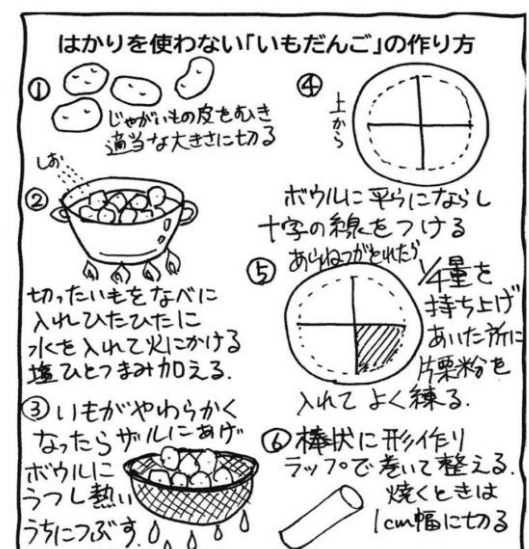 はかりを使わない「いもだんご」の作り方
①
じゃがいもの皮をむき
適当な大きさに切る
しお
②
切ったいもをなべに
入れひたひたに
水を入れて火にかける
塩ひとつまみ加える.
③いもがやわらかく
なったらザルにあげ
ボウルに
うつし熱い
うちにつぶす.
④
上から
ボウルに平らにならし
十字の線をつける
⑤
あらねつがとれたら
1/4量を
持ち上げ
あいた所に
片栗粉を
入れてよく練る.
⑥棒状に形作り
ラップで巻いて整える.
焼くときは
1cm幅に切る